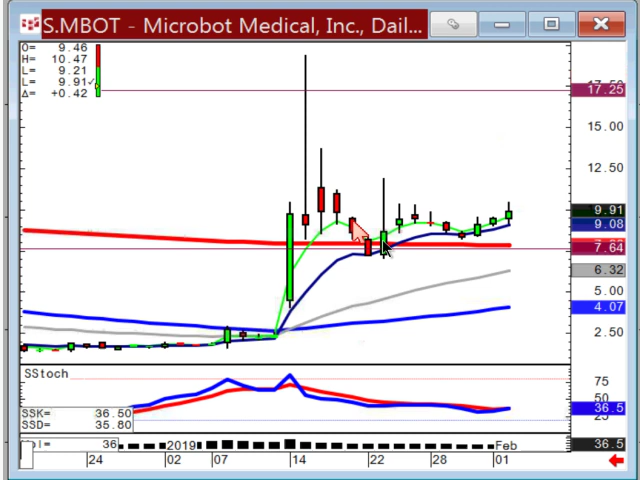 S.MBOT - Microbot Medical, Inc., Dail...
O= 9.46
H= 10.47
L= 9.21
L= 9.91✓
Δ= +0.42
17.25
15.00
12.50
9.91
9.08
7.64
6.32
5.00
4.07
2.50
SStoch
75
50
36.5
SSK= 36.50
SSD= 35.80
36
36.5
24 02 2019 07 14 22 28 01 Feb